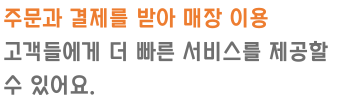 주문과 결제를 받아 매장 이용
고객들에게 더 빠른 서비스를 제공할
수 있어요.